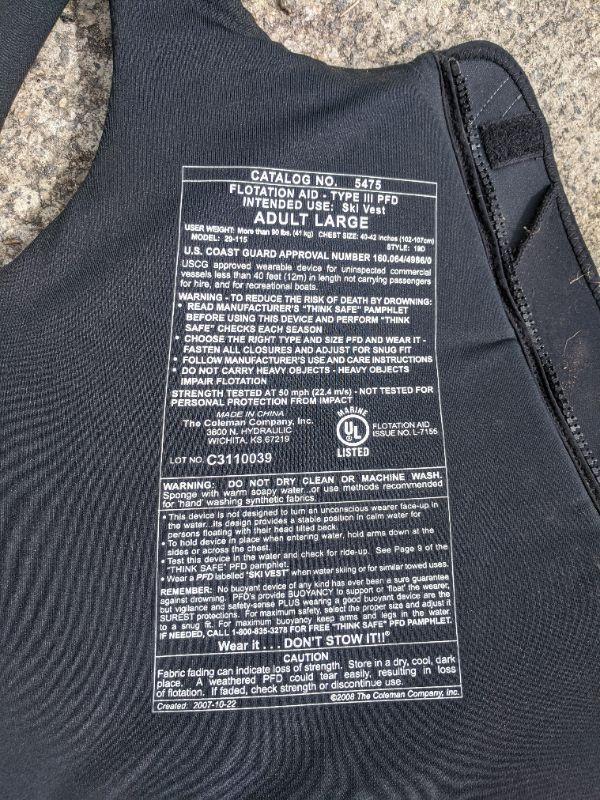 CATALOG NO. 5475
FLOTATION AID - TYPE III PFD
INTENDED USE: Ski Vest
ADULT LARGE
USER WEIGHT: More than 90 lbs. (41 kg) CHEST SIZE: 40-42 inches (102-107cm)
MODEL: 29-115 STYLE: 19D
U.S. COAST GUARD APPROVAL NUMBER 160.064/4986/0
USCG approved wearable device for uninspected commercial
vessels less than 40 feet (12m) in length not carrying passengers
for hire, and for recreational boats.
WARNING - TO REDUCE THE RISK OF DEATH BY DROWNING:
• READ MANUFACTURER'S "THINK SAFE" PAMPHLET
BEFORE USING THIS DEVICE AND PERFORM "THINK
SAFE" CHECKS EACH SEASON
• CHOOSE THE RIGHT TYPE AND SIZE PFD AND WEAR IT -
FASTEN ALL CLOSURES AND ADJUST FOR SNUG FIT
• FOLLOW MANUFACTURER'S USE AND CARE INSTRUCTIONS
• DO NOT CARRY HEAVY OBJECTS - HEAVY OBJECTS
IMPAIR FLOTATION
STRENGTH TESTED AT 50 mph (22.4 m/s) - NOT TESTED FOR
PERSONAL PROTECTION FROM IMPACT
MADE IN CHINA
The Coleman Company, Inc.
3600 N. HYDRAULIC
WICHITA, KS 67219
LOT NO. C3110039
MARINE
UL
LISTED
FLOTATION AID
ISSUE NO. L-7156
WARNING: DO NOT DRY CLEAN OR MACHINE WASH.
Sponge with warm soapy water...or use methods recommended
for 'hand' washing synthetic fabrics.
• This device is not designed to turn an unconscious wearer face-up in
the water...its design provides a stable position in calm water for
persons floating with their head tilted back
• To hold device in place when entering water, hold arms down at the
sides or across the chest.
• Test this device in the water and check for ride-up. See Page 9 of the
"THINK SAFE" PFD pamphlet.
• Wear a PFD labelled "SKI VEST" when water skiing or for similar towed uses.
REMEMBER: No buoyant device of any kind has ever been a sure guarantee
against drowning. PFD's provide BUOYANCY to support or 'float' the wearer,
but vigilance and safety-sense PLUS wearing a good buoyant device are the
SUREST protections. For maximum safety, select the proper size and adjust it
to a snug fit. For maximum buoyancy keep arms and legs in the water.
IF NEEDED, CALL 1-800-835-3278 FOR FREE "THINK SAFE" PFD PAMPHLET.
Wear it . . . DON'T STOW IT!!®
CAUTION
Fabric fading can indicate loss of strength. Store in a dry, cool, dark
place. A weathered PFD could tear easily, resulting in loss
of flotation. If faded, check strength or discontinue use.
©2008 The Coleman Company, Inc.
Created: 2007-10-22